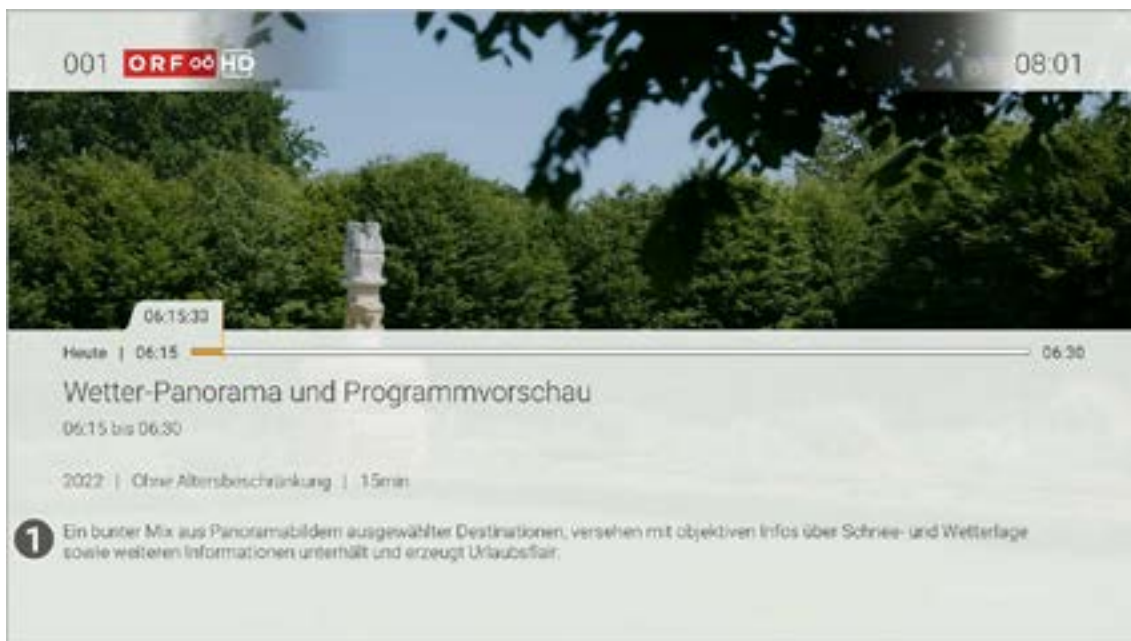 001 ORF oö HD 08:01
06:15:33
Heute | 06:15 06:30
Wetter-Panorama und Programmvorschau
06:15 bis 06:30
2022 | Ohne Altersbeschränkung | 15min
1 Ein bunter Mix aus Panoramabildern ausgewählter Destinationen, versehen mit objektiven Infos über Schnee- und Wetterlage
sowie weiteren Informationen unterhält und erzeugt Urlaubsflair.